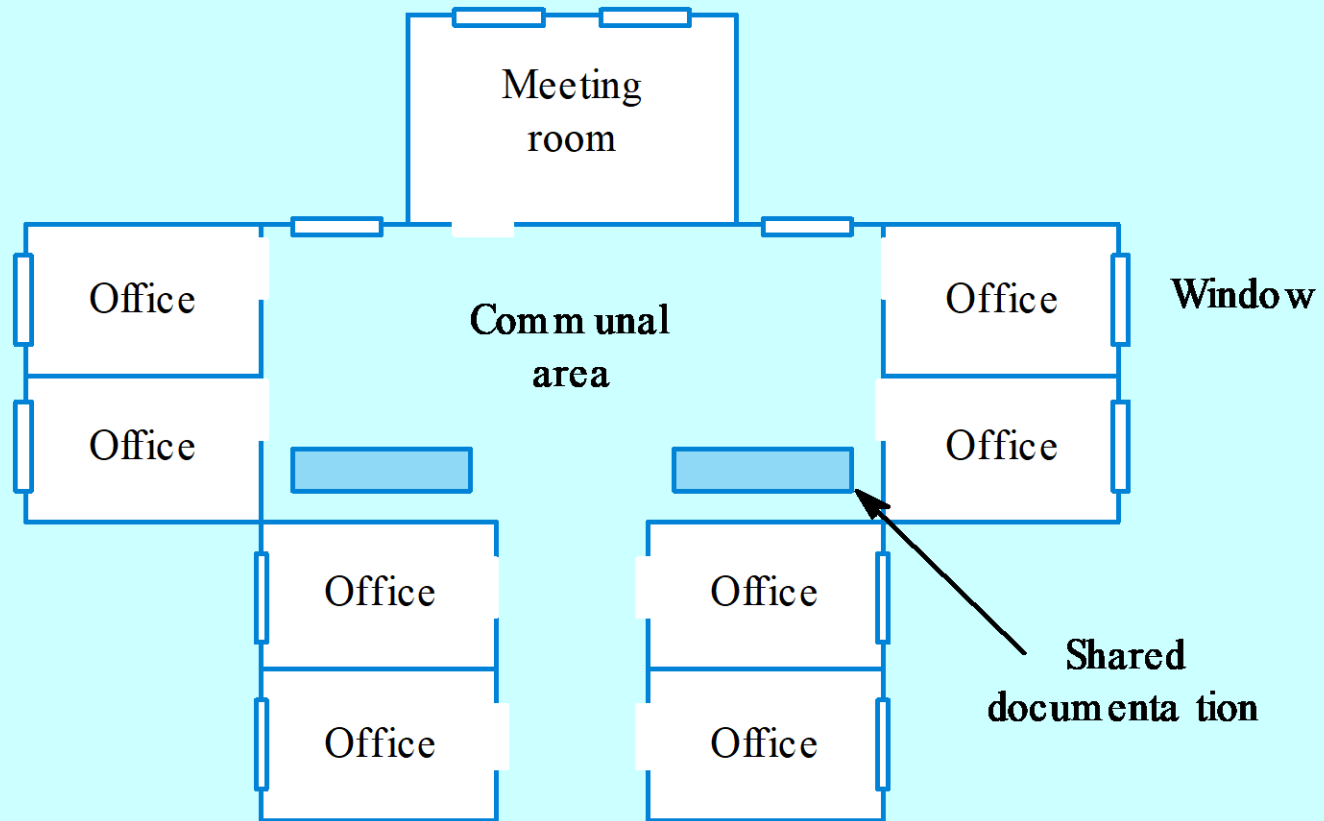 Meeting
room
Office
Office
Window
Communal
area
Office
Office
Office
Office
Shared
documentation
Office
Office